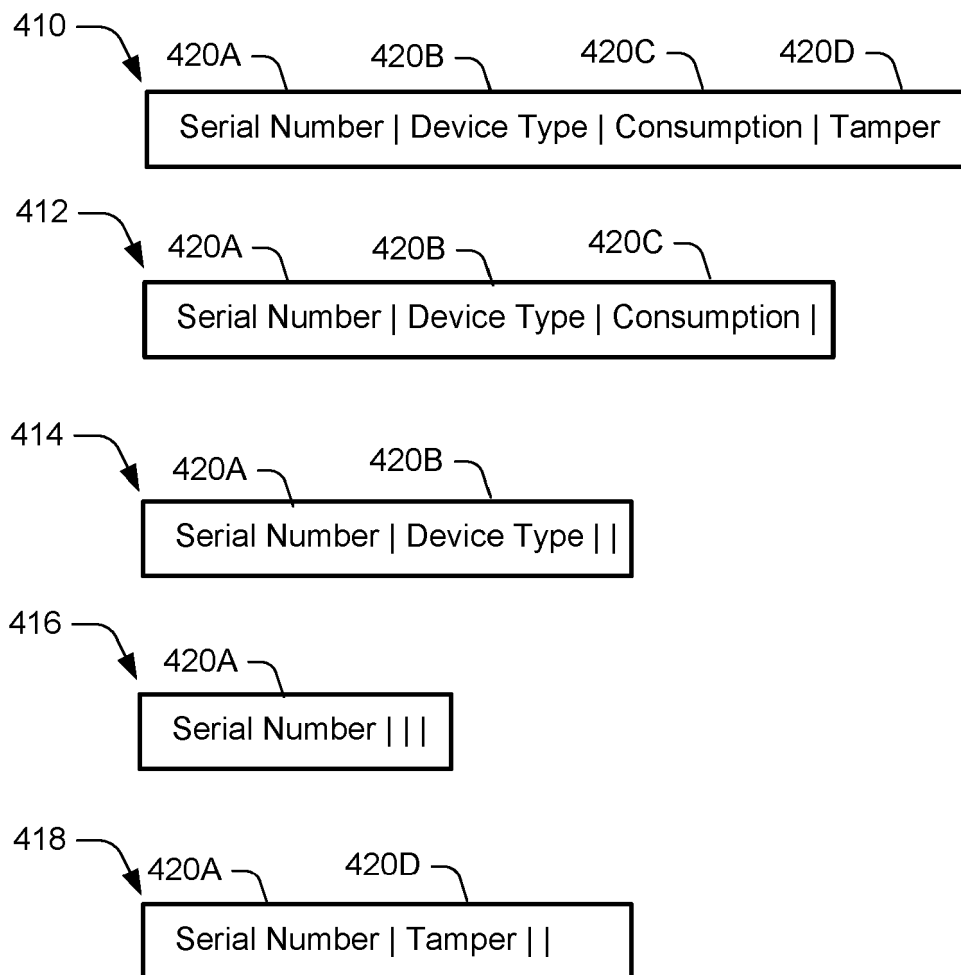 410
420A 420B 420C 420D
Serial Number | Device Type | Consumption | Tamper
412
420A 420B 420C
Serial Number | Device Type | Consumption |
414
420A 420B
Serial Number | Device Type | |
416
420A
Serial Number | | |
418
420A 420D
Serial Number | Tamper | |